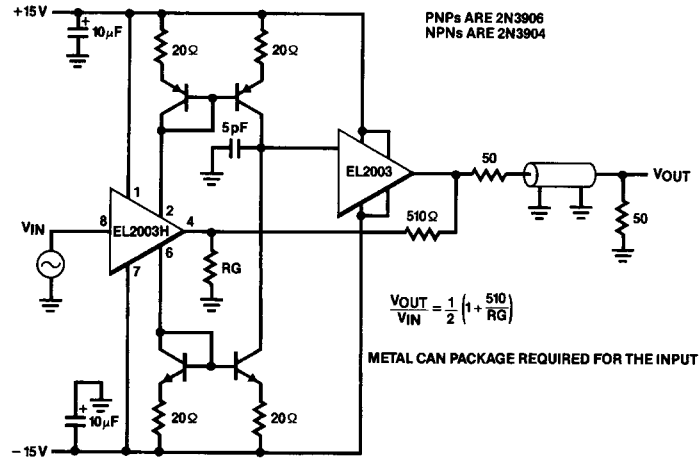 +15V
10µF
+
20Ω
20Ω
PNPs ARE 2N3906
NPNs ARE 2N3904
5pF
EL2003
50
VOUT
50
1
2
VIN
8
EL2003H
4
6
7
510Ω
RG
VOUT/VIN = 1/2 (1+ 510/RG)
METAL CAN PACKAGE REQUIRED FOR THE INPUT
+
10µF
20Ω
20Ω
−15V